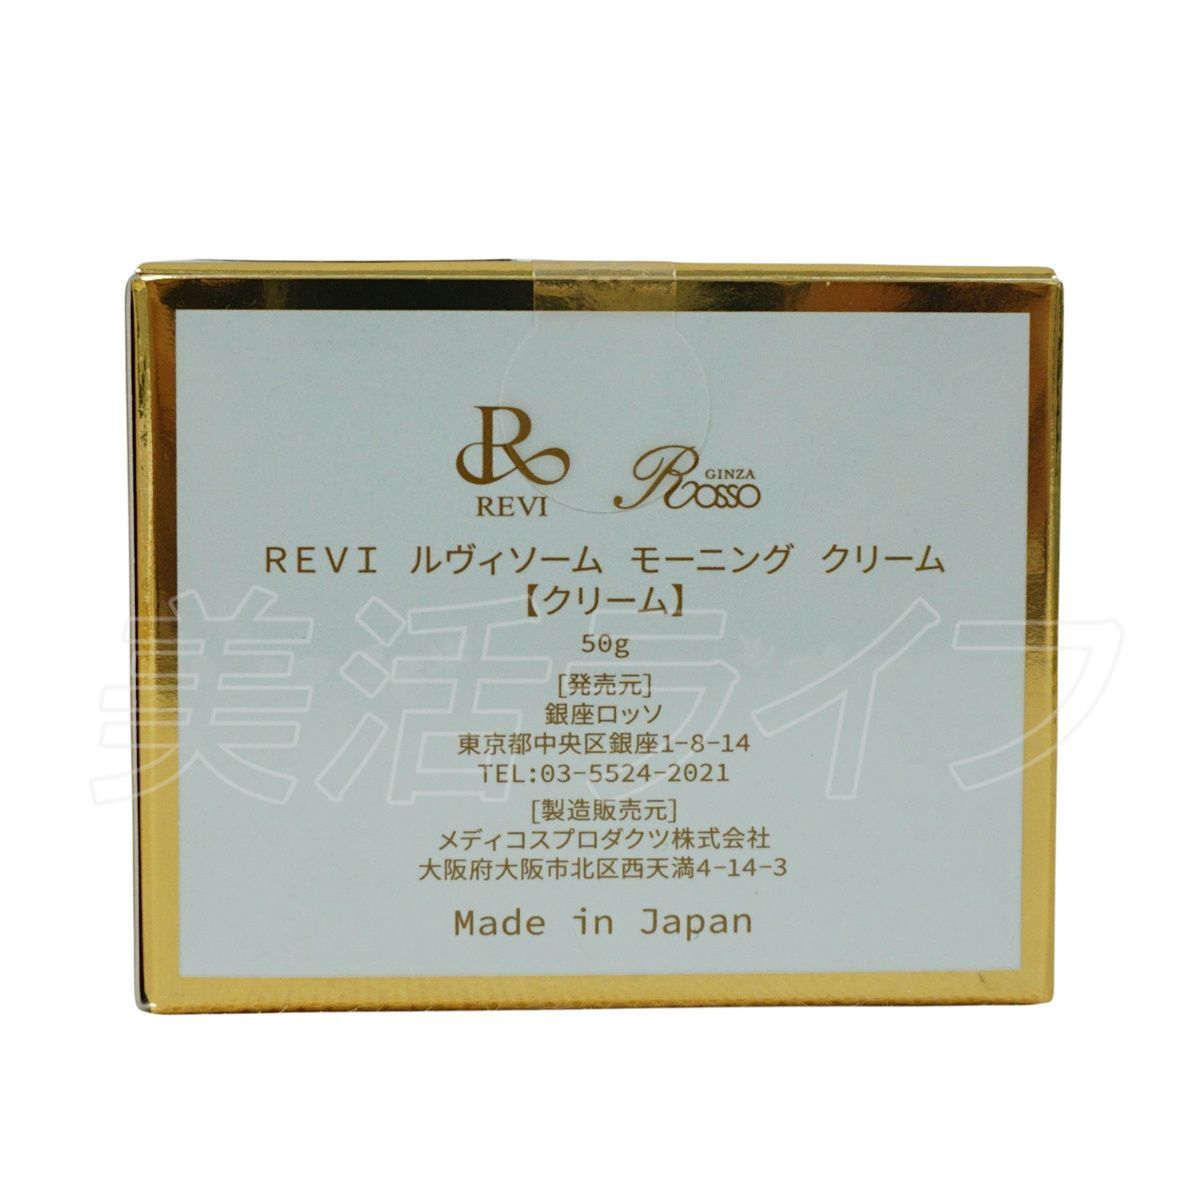 REVI
GINZA
Rosso
REVI ルヴィソーム モーニング クリーム
【クリーム】
50g
[発売元]
銀座ロッソ
東京都中央区銀座1-8-14
TEL:03-5524-2021
[製造販売元]
メディコスプロダクツ株式会社
大阪府大阪市北区西天満4-14-3
Made in Japan
美活ライフ